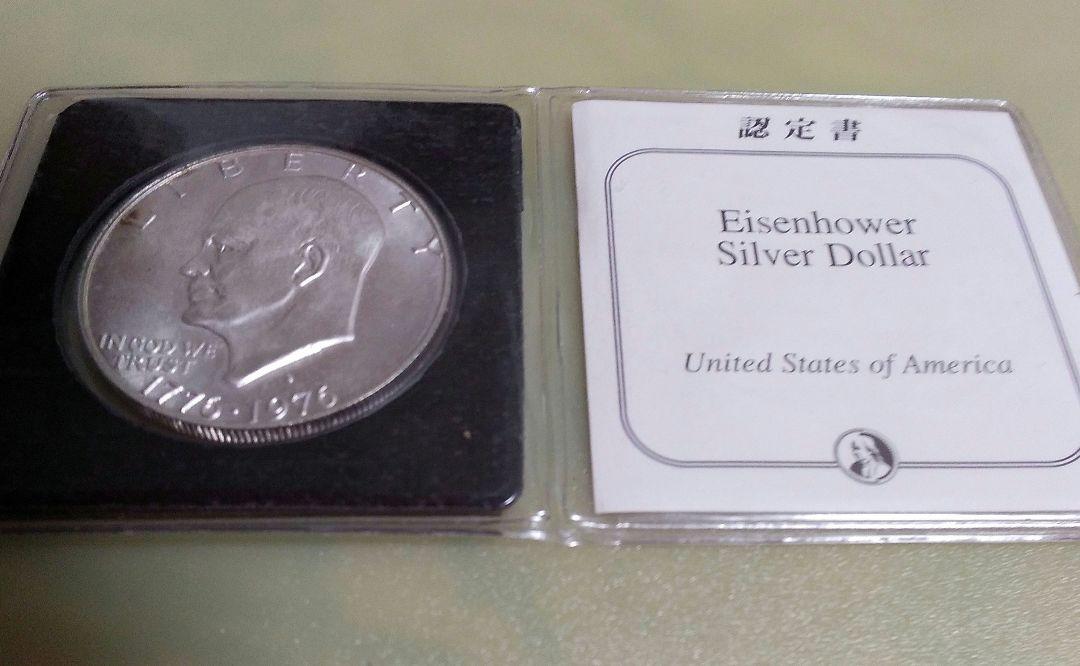 LIBERTY
IN GOD WE
TRUST
1776·1976
認定書
Eisenhower
Silver Dollar
United States of America